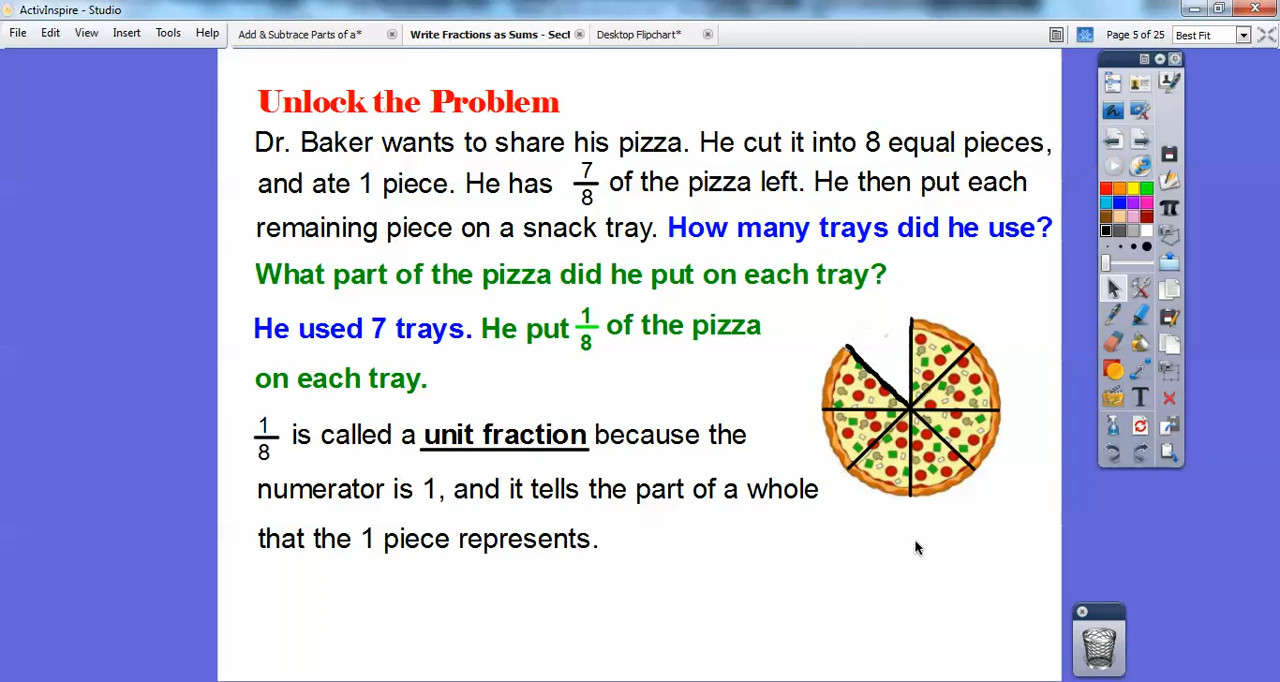 ActivInspire - Studio
File Edit View Insert Tools Help
Add & Subtract Parts of a* Write Fractions as Sums - Sect Desktop Flipchart* Page 5 of 25 Best Fit
Unlock the Problem
Dr. Baker wants to share his pizza. He cut it into 8 equal pieces,
and ate 1 piece. He has 7/8 of the pizza left. He then put each
remaining piece on a snack tray. How many trays did he use?
What part of the pizza did he put on each tray?
He used 7 trays. He put 1/8 of the pizza
on each tray.
1/8 is called a unit fraction because the
numerator is 1, and it tells the part of a whole
that the 1 piece represents.